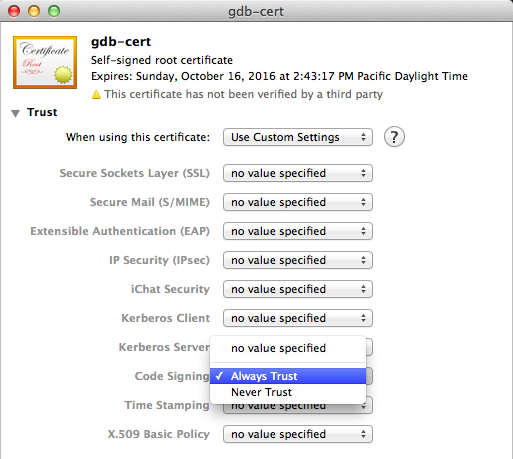 gdb-cert
Certificate
Root
gdb-cert
Self-signed root certificate
Expires: Sunday, October 16, 2016 at 2:43:17 PM Pacific Daylight Time
This certificate has not been verified by a third party
Trust
When using this certificate: Use Custom Settings ?
Secure Sockets Layer (SSL) no value specified
Secure Mail (S/MIME) no value specified
Extensible Authentication (EAP) no value specified
IP Security (IPsec) no value specified
iChat Security no value specified
Kerberos Client no value specified
Kerberos Server no value specified
Code Signing ✓ Always Trust
Never Trust
Time Stamping no value specified
X.509 Basic Policy no value specified